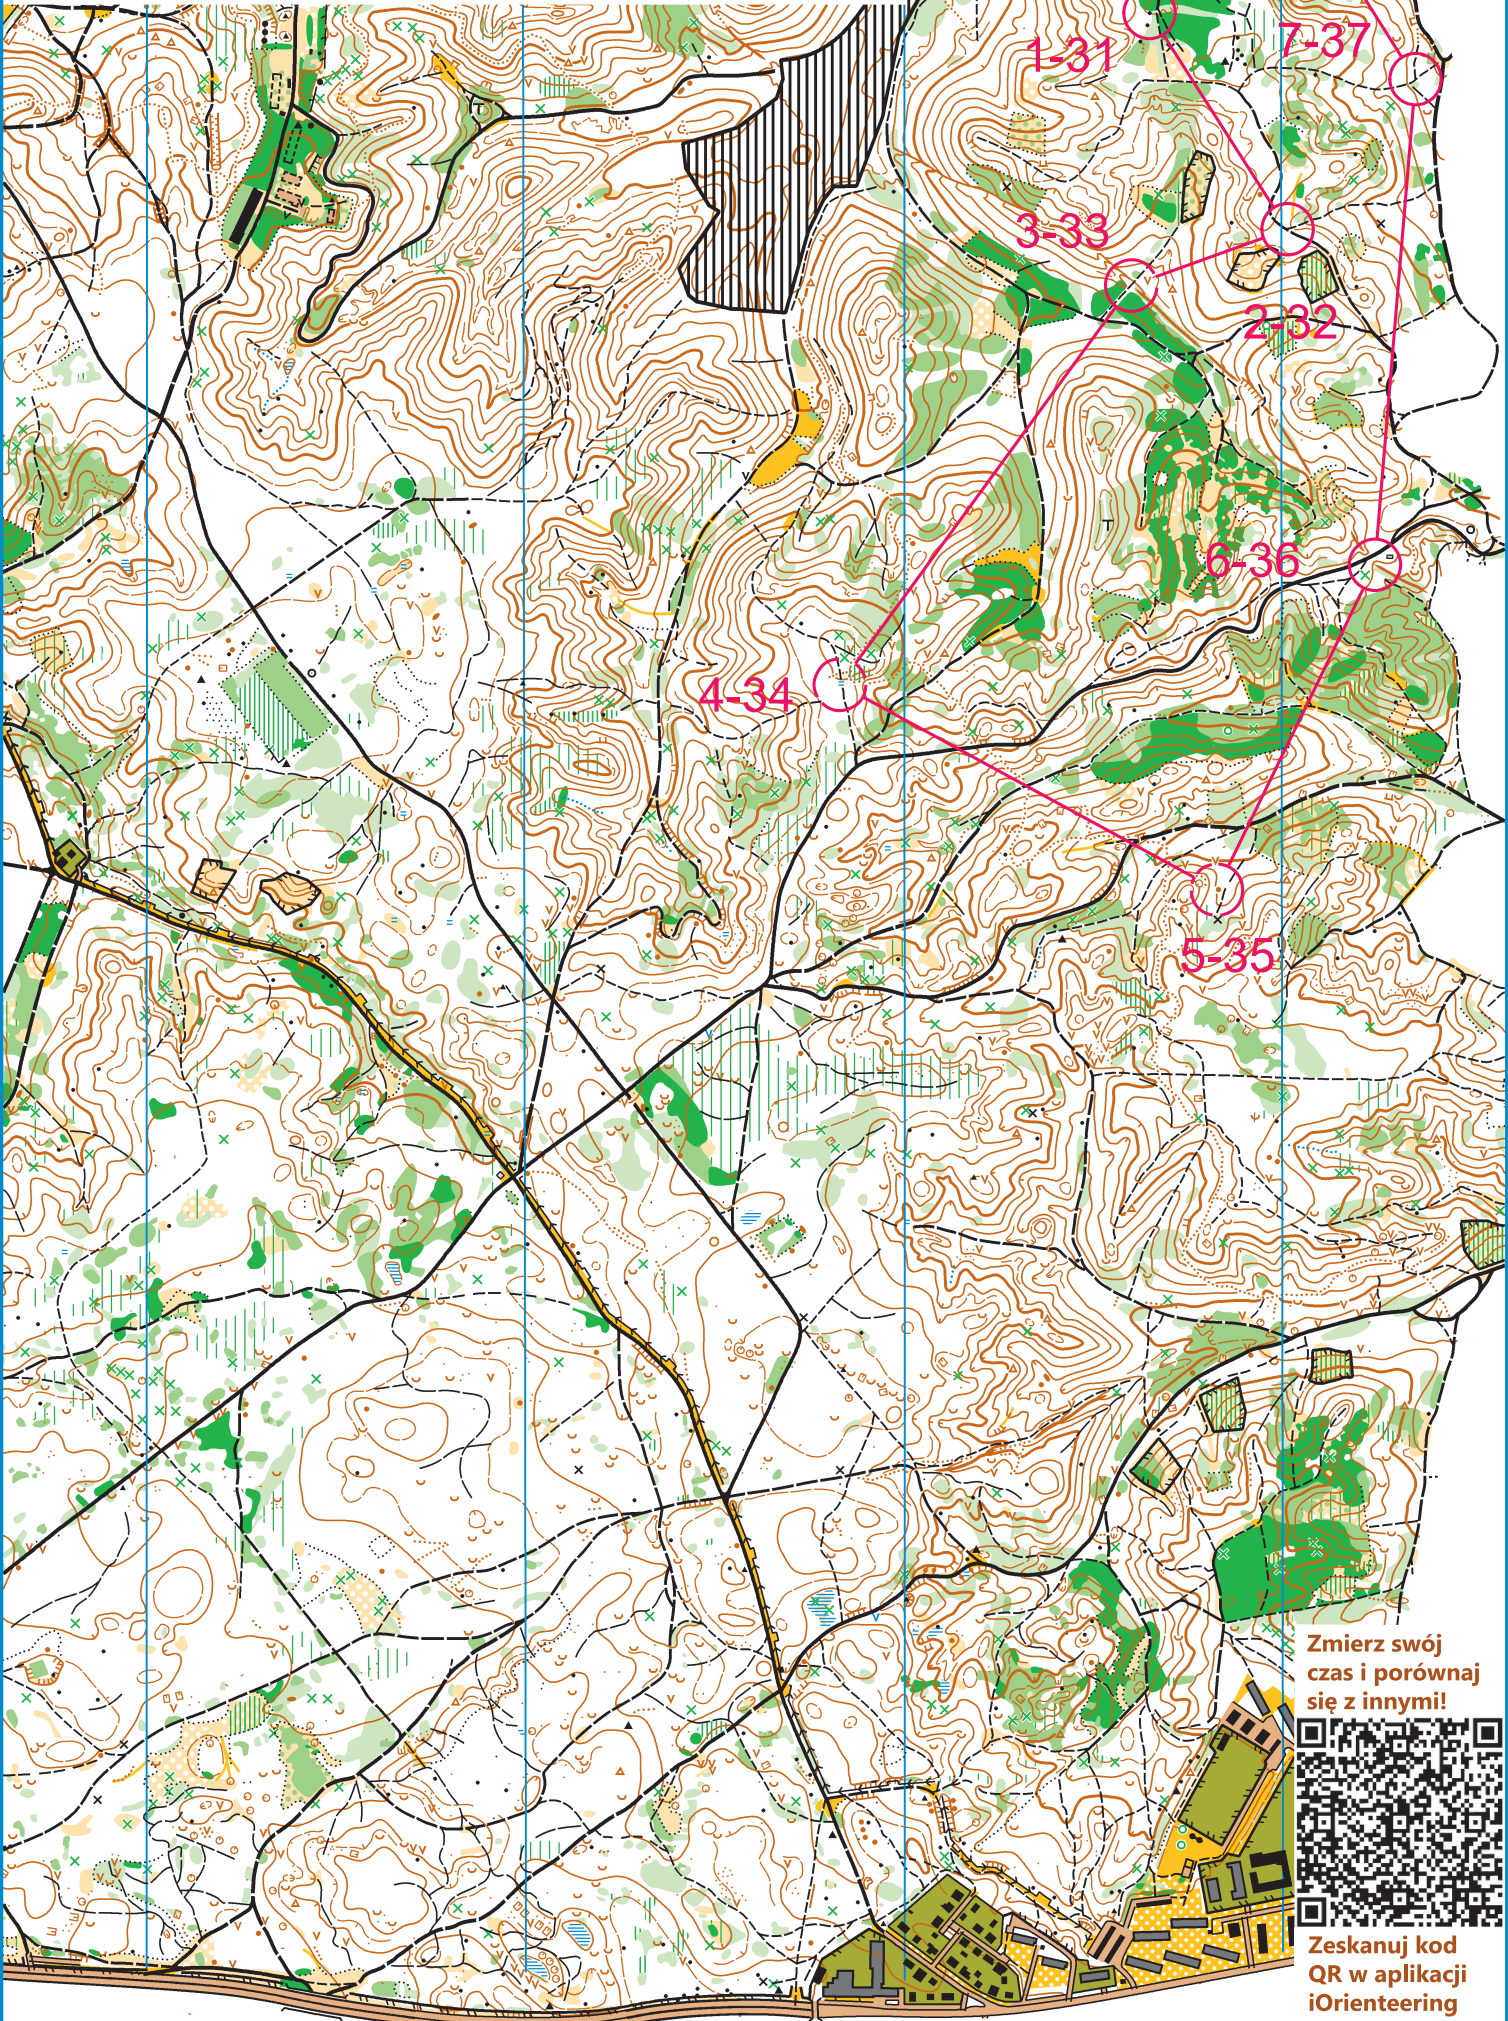 1-31
7-37
3-33
2-32
6-36
4-34
5-35
Zmierz swój
czas i porównaj
się z innymi!
Zeskanuj kod
QR w aplikacji
iOrienteering